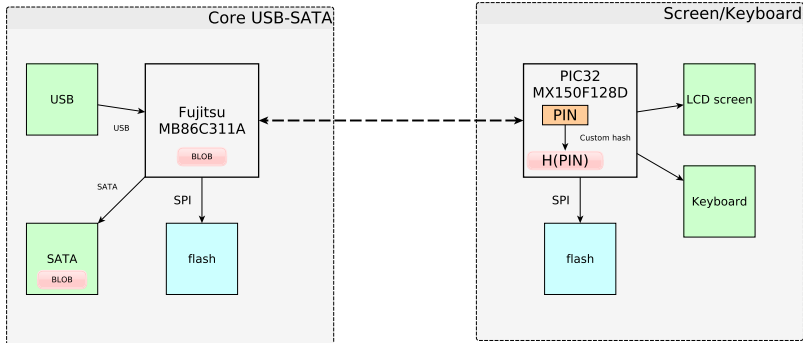 Core USB-SATA
USB
USB
Fujitsu
MB86C311A
BLOB
SATA
SPI
SATA
BLOB
flash
Screen/Keyboard
PIC32
MX150F128D
PIN
Custom hash
H(PIN)
LCD screen
Keyboard
SPI
flash